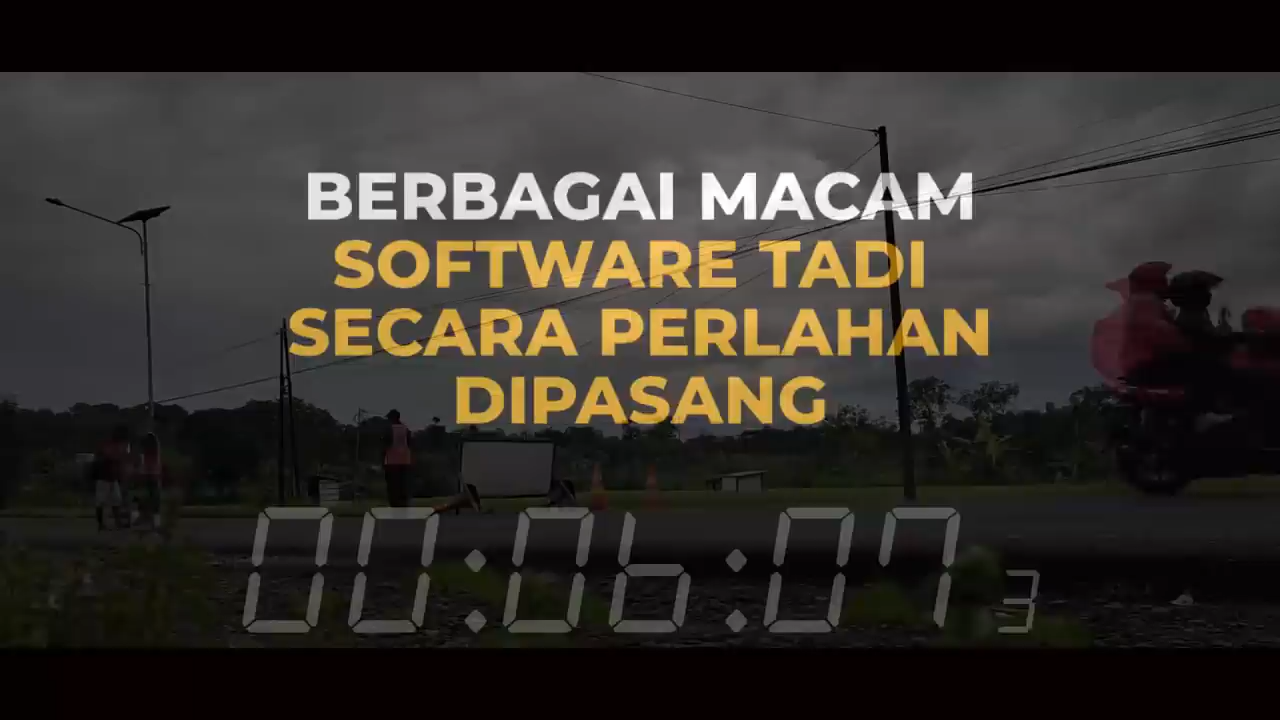 BERBAGAI MACAM
SOFTWARE TADI
SECARA PERLAHAN
DIPASANG
00:06:07 3